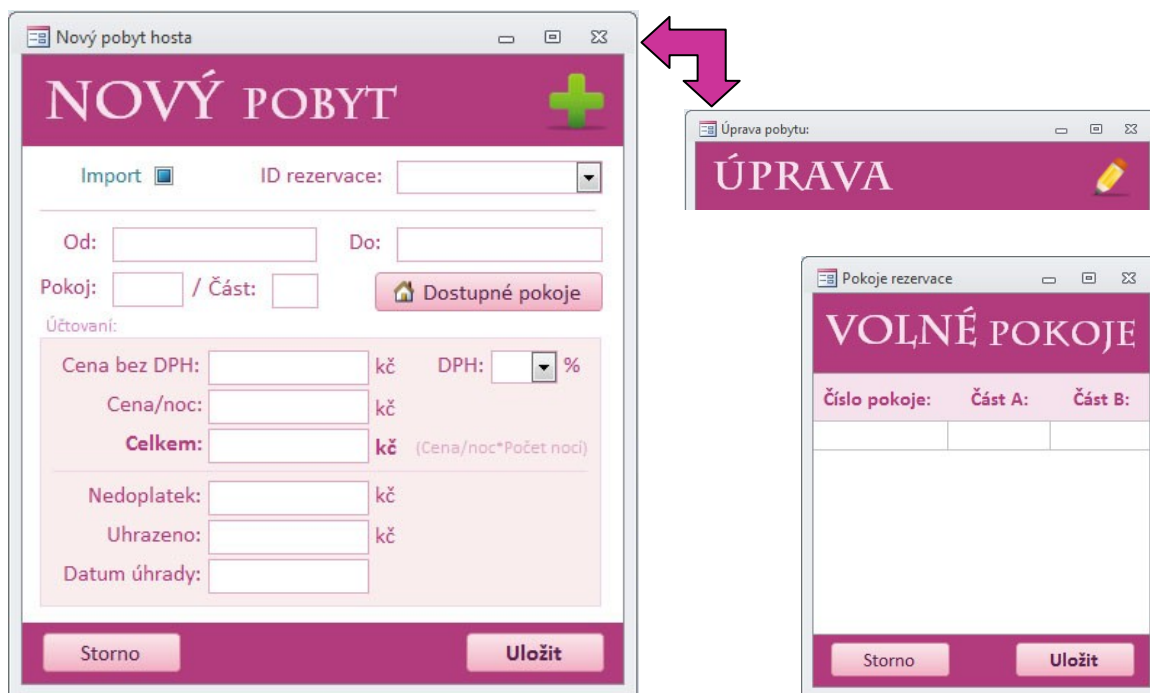 Nový pobyt hosta
NOVÝ POBYT
Import ID rezervace:
Od: Do:
Pokoj: / Část: Dostupné pokoje
Účtovaní:
Cena bez DPH: kč DPH: %
Cena/noc: kč
Celkem: kč (Cena/noc*Počet nocí)
Nedoplatek: kč
Uhrazeno: kč
Datum úhrady:
Storno Uložit
Úprava pobytu:
ÚPRAVA
Pokoje rezervace
VOLNÉ POKOJE
Číslo pokoje: Část A: Část B:
Storno Uložit